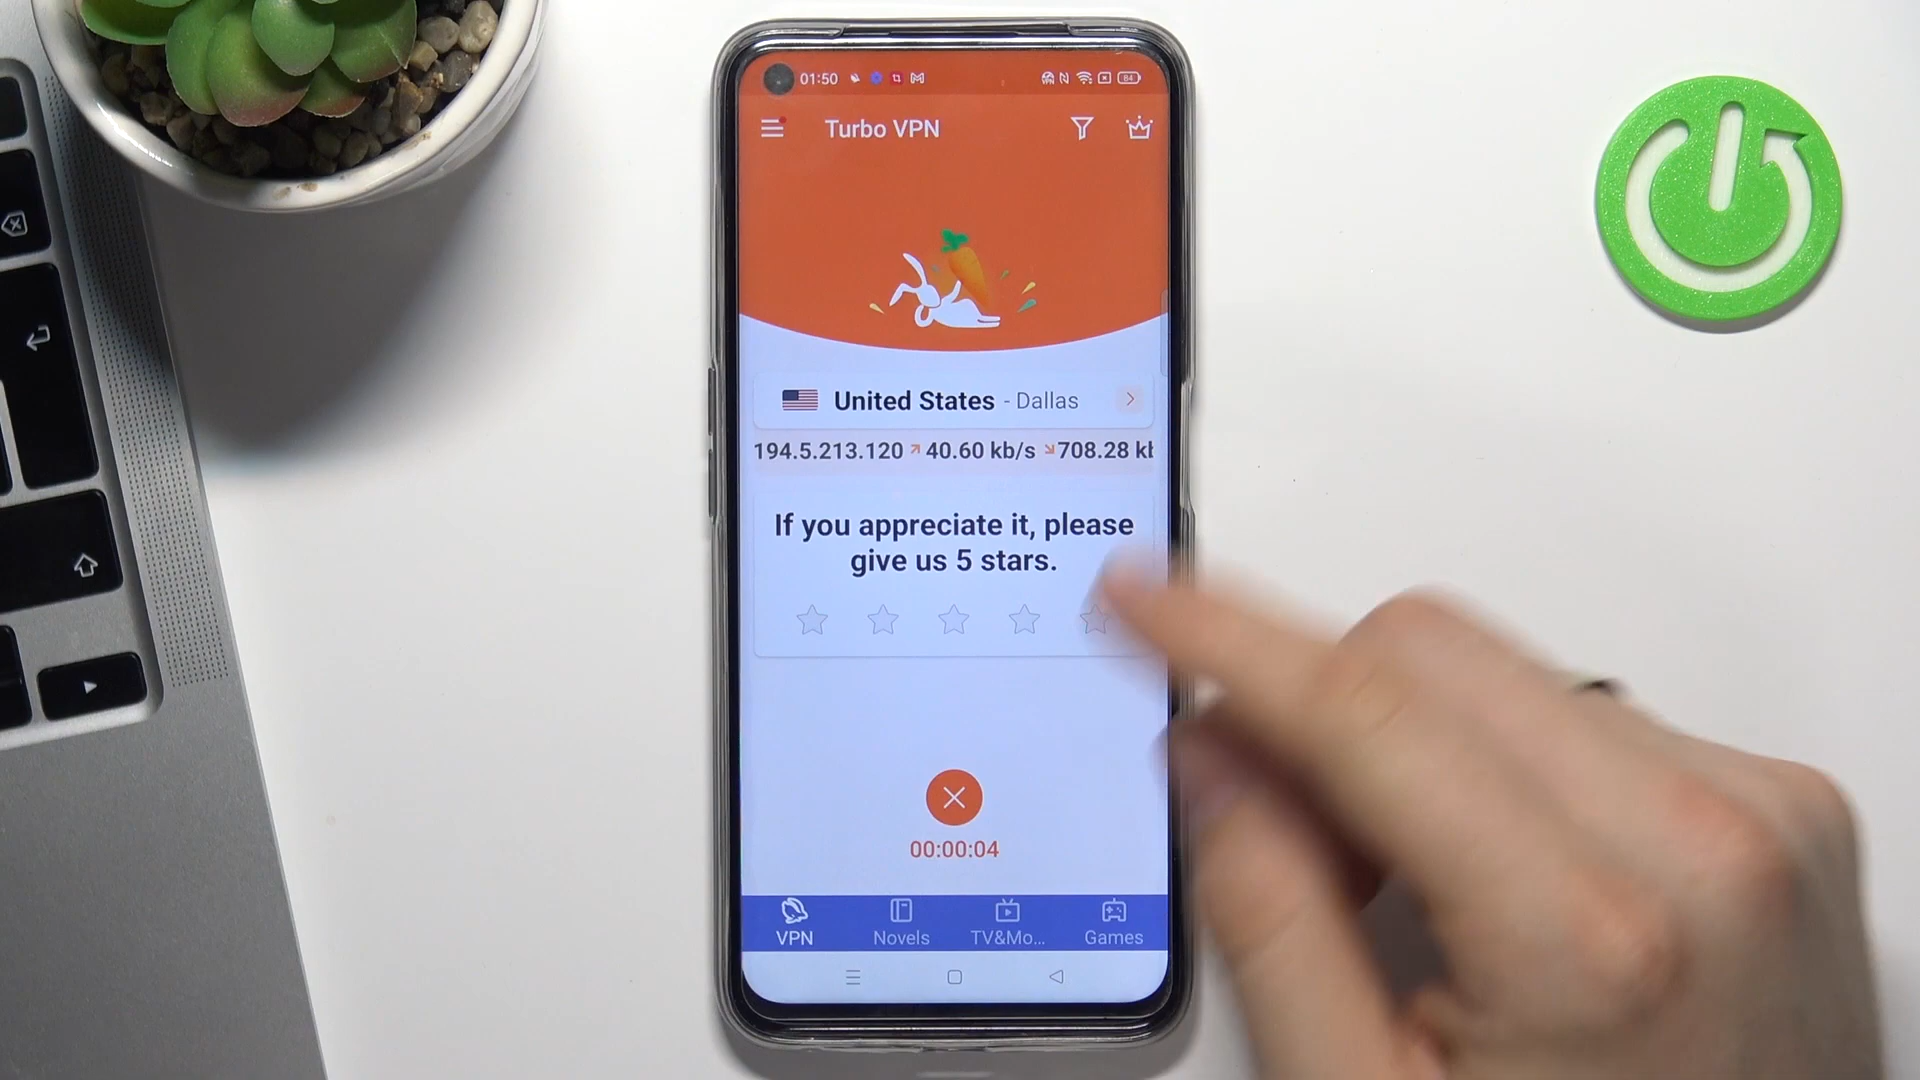 01:50
84
Turbo VPN
United States - Dallas
194.5.213.120 40.60 kb/s 708.28 kb
If you appreciate it, please
give us 5 stars.
00:00:04
VPN Novels TV&Mo... Games